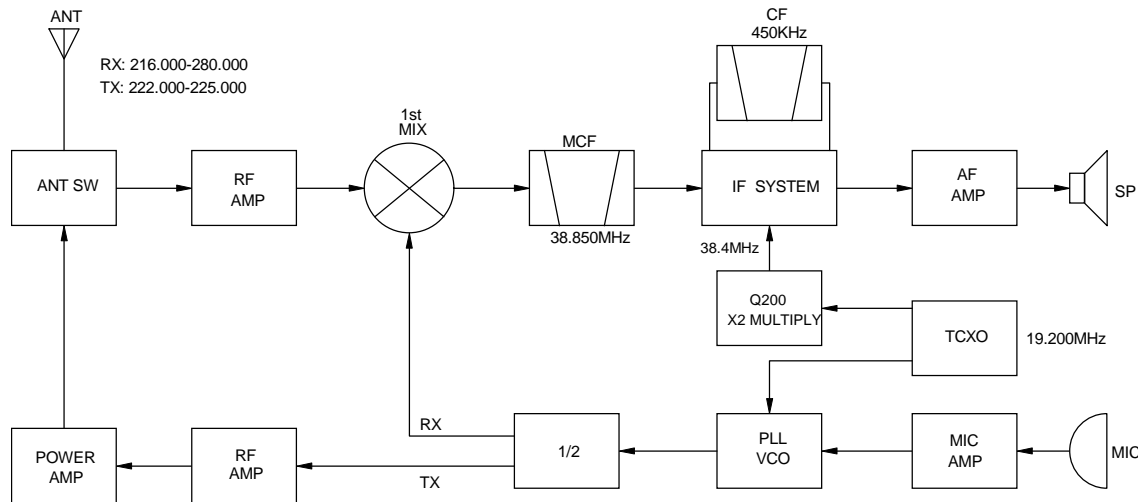 ANT
RX: 216.000-280.000
TX: 222.000-225.000
CF
450KHz
1st
MIX
MCF
ANT SW
RF
AMP
IF SYSTEM
AF
AMP
SP
38.850MHz
38.4MHz
Q200
X2 MULTIPLY
TCXO
19.200MHz
RX
POWER
AMP
RF
AMP
TX
1/2
PLL
VCO
MIC
AMP
MIC